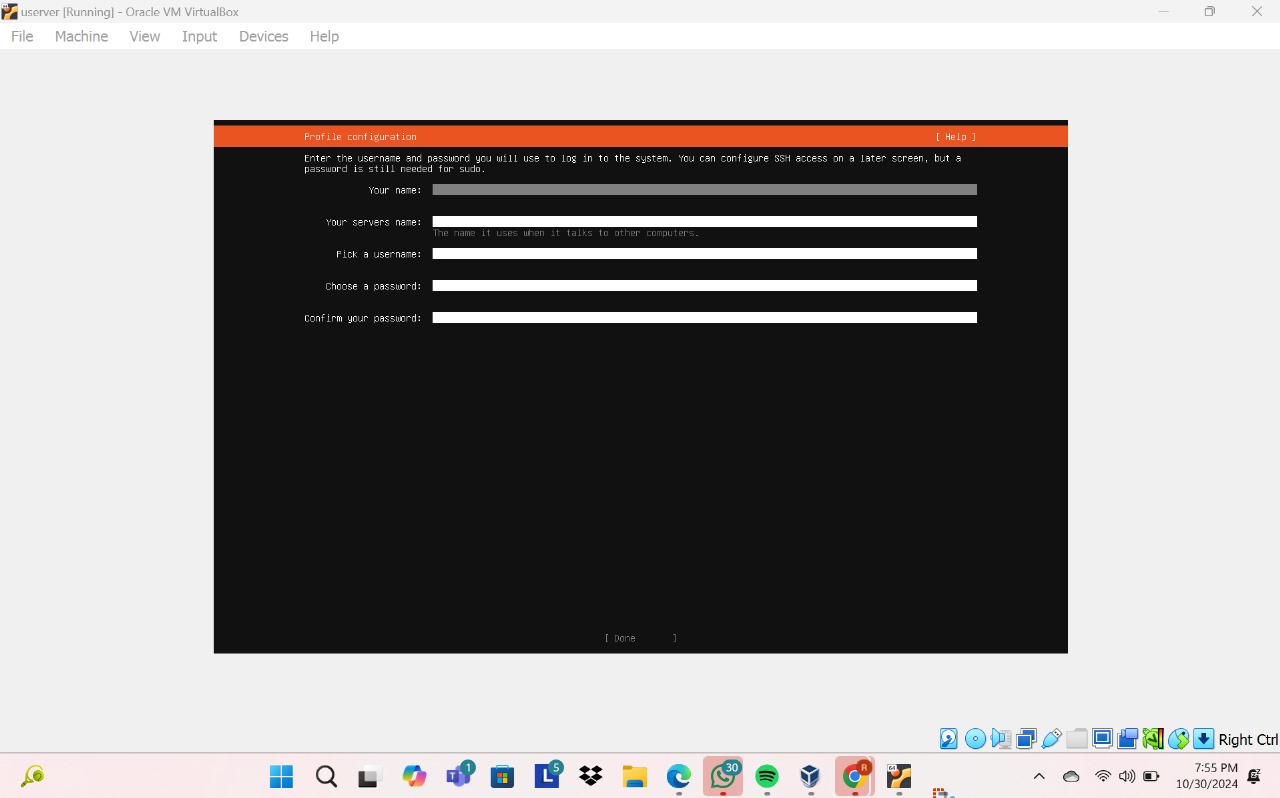 userver [Running] - Oracle VM VirtualBox
File Machine View Input Devices Help
Profile configuration [ Help ]
Enter the username and password you will use to log in to the system. You can configure SSH access on a later screen, but a
password is still needed for sudo.
Your name:
Your servers name:
The name it uses when it talks to other computers.
Pick a username:
Choose a password:
Confirm your password:
[ Done ]
Right Ctrl
1
L 5
30
R
64
7:55 PM
10/30/2024